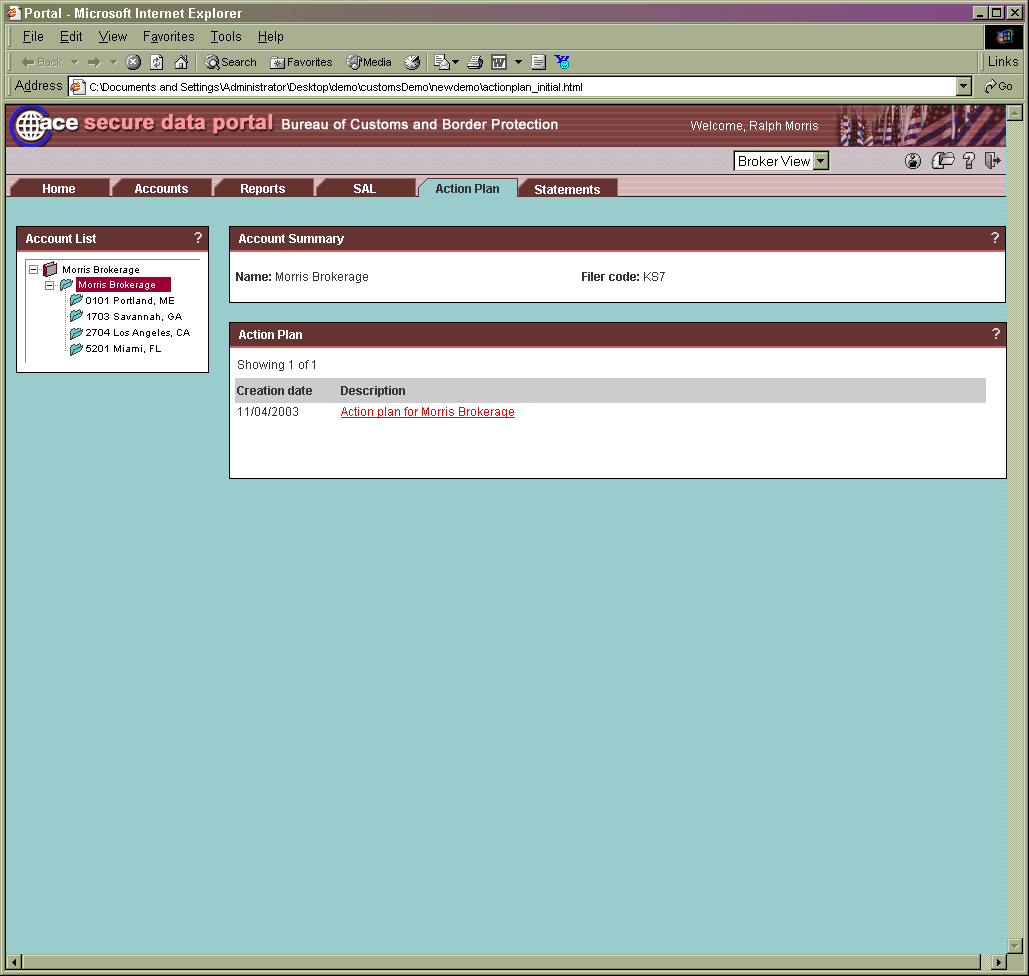 Portal - Microsoft Internet Explorer
File Edit View Favorites Tools Help
Back Search Favorites Media Links
Address C:\Documents and Settings\Administrator\Desktop\demo\customsDemo\newdemo\actionplan_initial.html Go
ace secure data portal Bureau of Customs and Border Protection Welcome, Ralph Morris
Broker View ?
Home Accounts Reports SAL Action Plan Statements
Account List ?
Morris Brokerage
Morris Brokerage
0101 Portland, ME
1703 Savannah, GA
2704 Los Angeles, CA
5201 Miami, FL
Account Summary ?
Name: Morris Brokerage Filer code: KS7
Action Plan ?
Showing 1 of 1
Creation date Description
11/04/2003 Action plan for Morris Brokerage